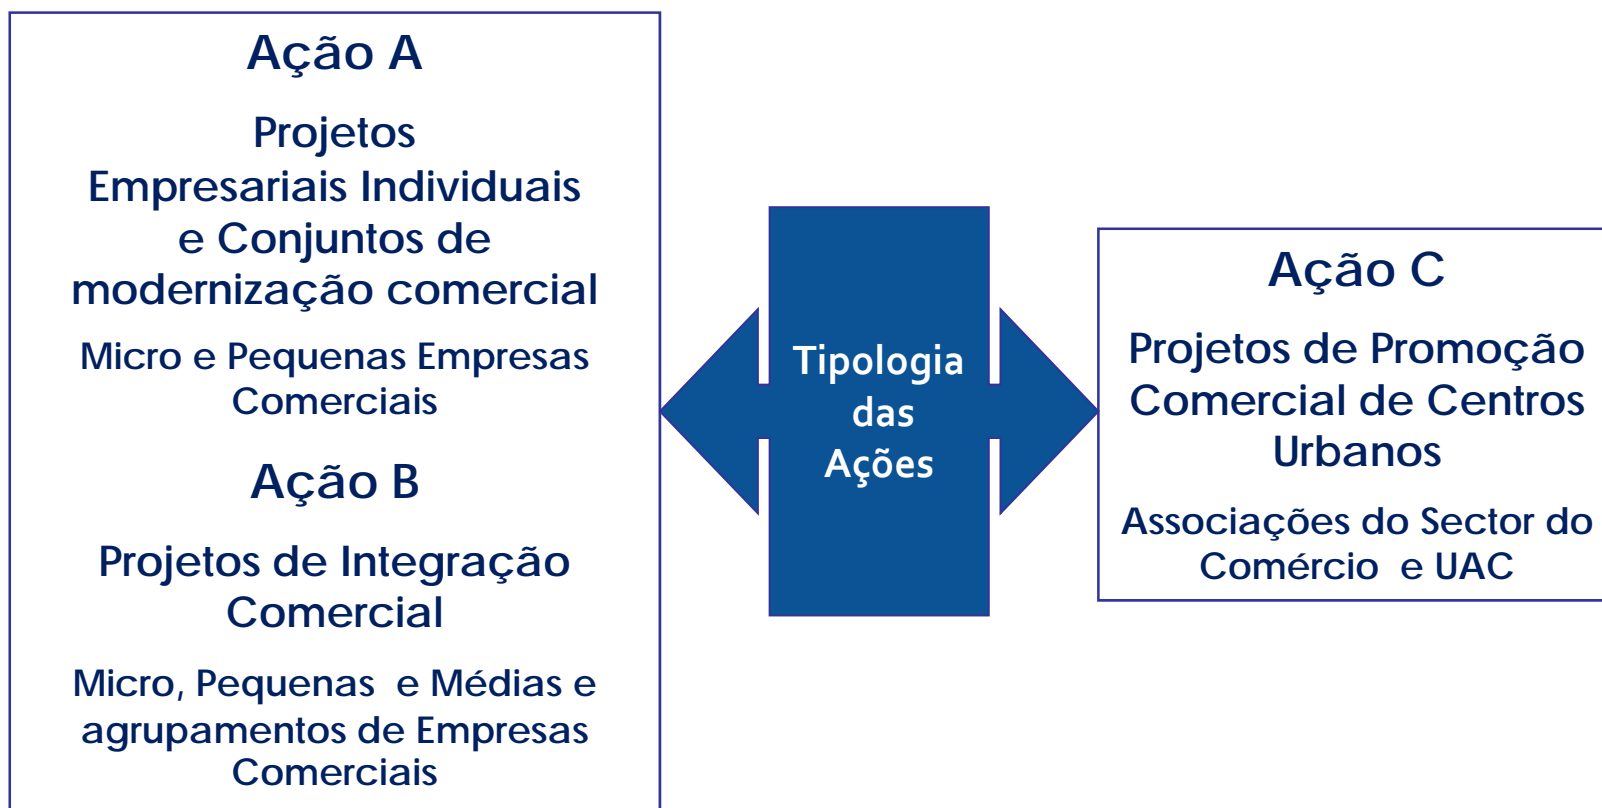 Ação A
Projetos
Empresariais Individuais
e Conjuntos de
modernização comercial
Micro e Pequenas Empresas
Comerciais
Ação B
Projetos de Integração
Comercial
Micro, Pequenas e Médias e
agrupamentos de Empresas
Comerciais
Tipologia
das
Ações
Ação C
Projetos de Promoção
Comercial de Centros
Urbanos
Associações do Sector do
Comércio e UAC